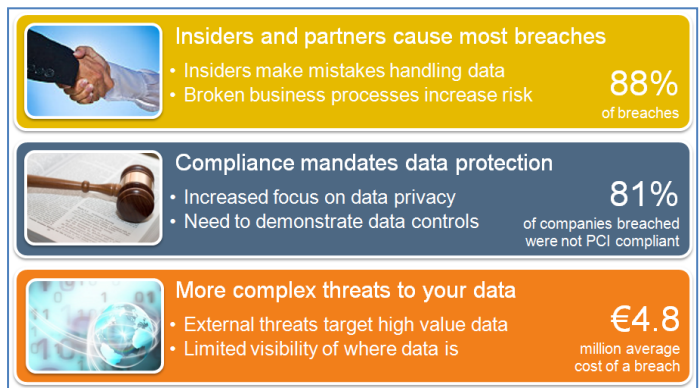 Insiders and partners cause most breaches
• Insiders make mistakes handling data
• Broken business processes increase risk
88%
of breaches
Compliance mandates data protection
• Increased focus on data privacy
• Need to demonstrate data controls
81%
of companies breached
were not PCI compliant
More complex threats to your data
• External threats target high value data
• Limited visibility of where data is
€4.8
million average
cost of a breach